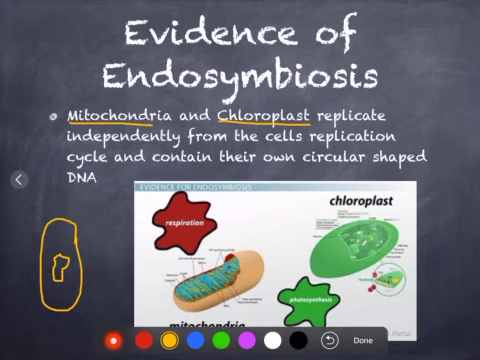 Evidence of
Endosymbiosis
Mitochondria and Chloroplast replicate
independently from the cells replication
cycle and contain their own circular shaped
DNA
EVIDENCE FOR ENDOSYMBIOSIS
chloroplast
respiration
photosynthesis
mitochondria
Portal
Done